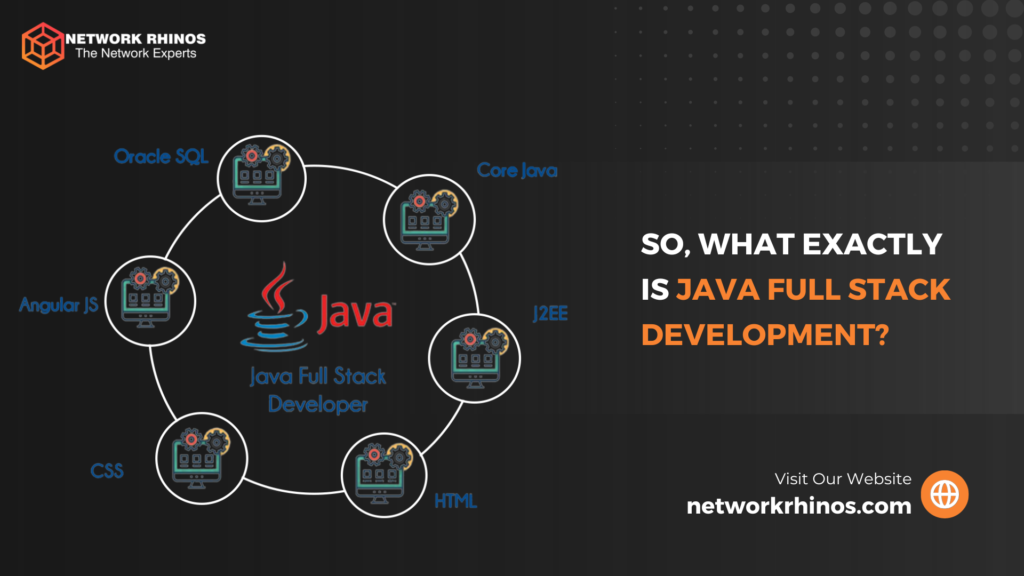 NETWORK RHINOS
The Network Experts
Oracle SQL
Core Java
Angular JS
J2EE
Java™
Java Full Stack
Developer
CSS
HTML
SO, WHAT EXACTLY
IS JAVA FULL STACK
DEVELOPMENT?
Visit Our Website
networkrhinos.com